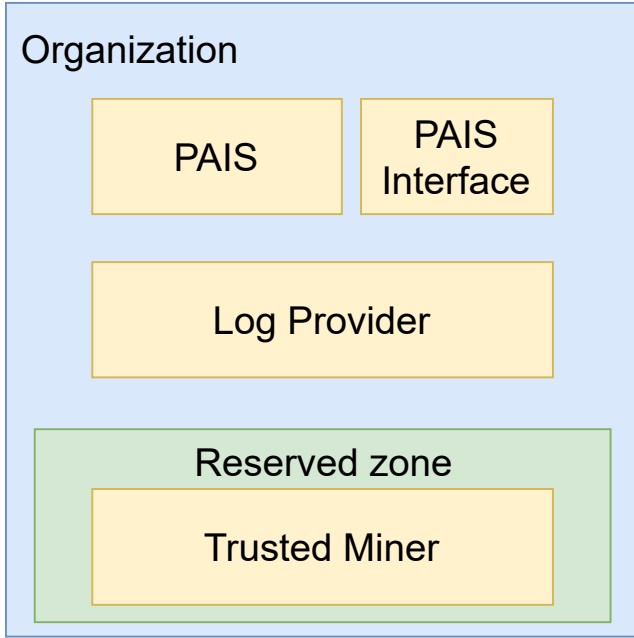 Organization
PAIS
PAIS
Interface
Log Provider
Reserved zone
Trusted Miner